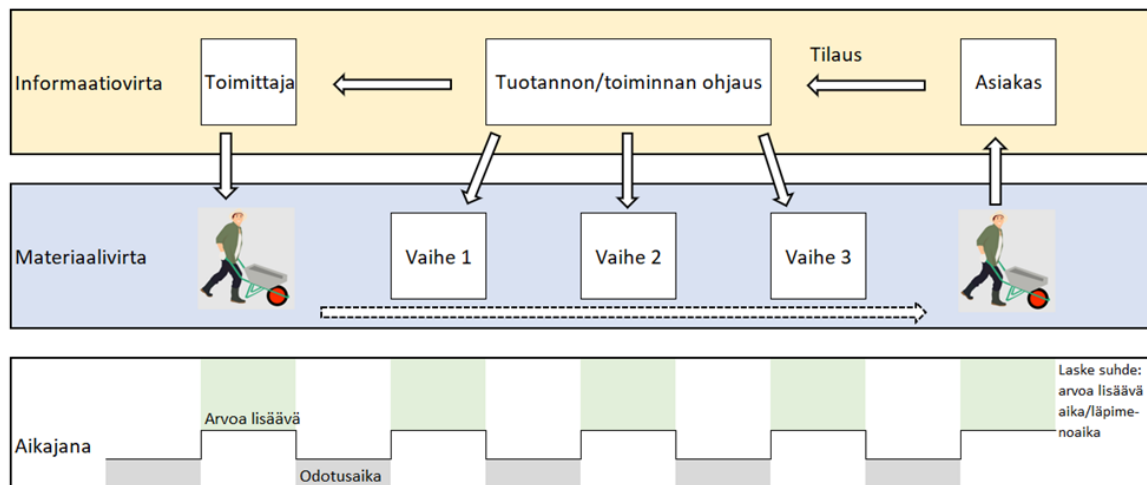 Tilaus
Informaatiovirta
Toimittaja
Tuotannon/toiminnan ohjaus
Asiakas
Materiaalivirta
Vaihe 1
Vaihe 2
Vaihe 3
Laske suhde:
arvoa lisäävä
aika/läpime-
noaika
Arvoa lisäävä
Aikajana
Odotusaika